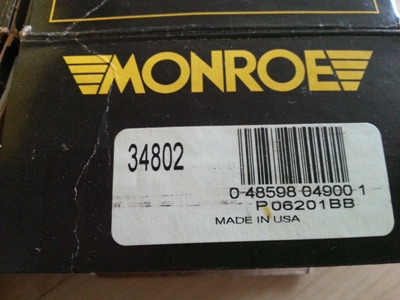 MONROE
34802
0 48598 04900 1
P06201BB
MADE IN USA